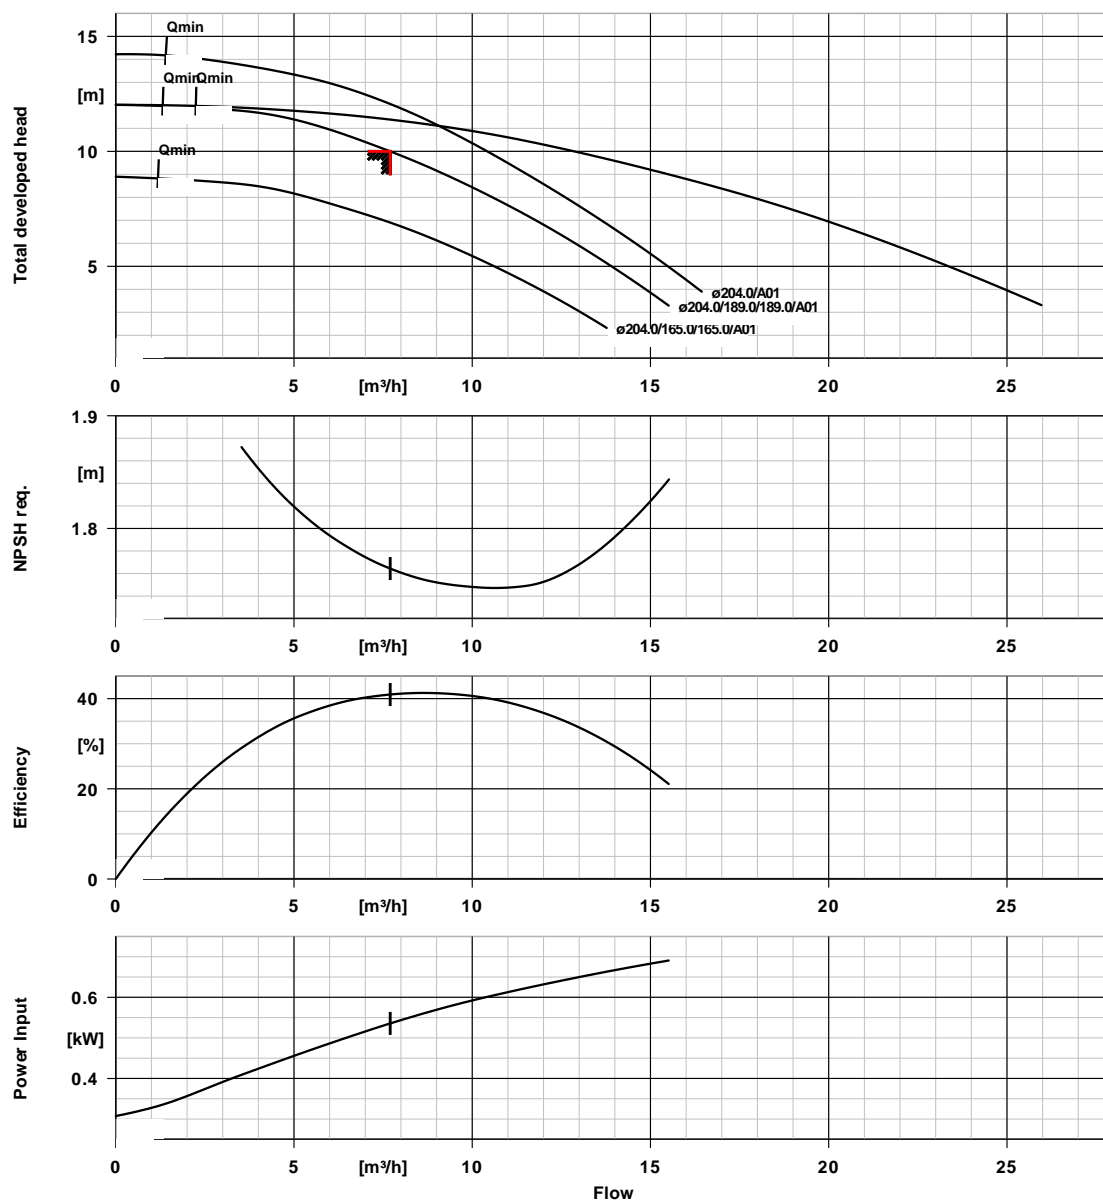 Qmin
15
[m]
Qmin
Qmin
10
Qmin
5
Total developed head
ø204.0/A01
ø204.0/189.0/189.0/A01
ø204.0/165.0/165.0/A01
0 5 [m³/h] 10 15 20 25
1.9
[m]
1.8
NPSH req.
0 5 [m³/h] 10 15 20 25
40
[%]
20
0
Efficiency
0 5 [m³/h] 10 15 20 25
0.6
[kW]
0.4
Power Input
0 5 [m³/h] 10 15 20 25
Flow